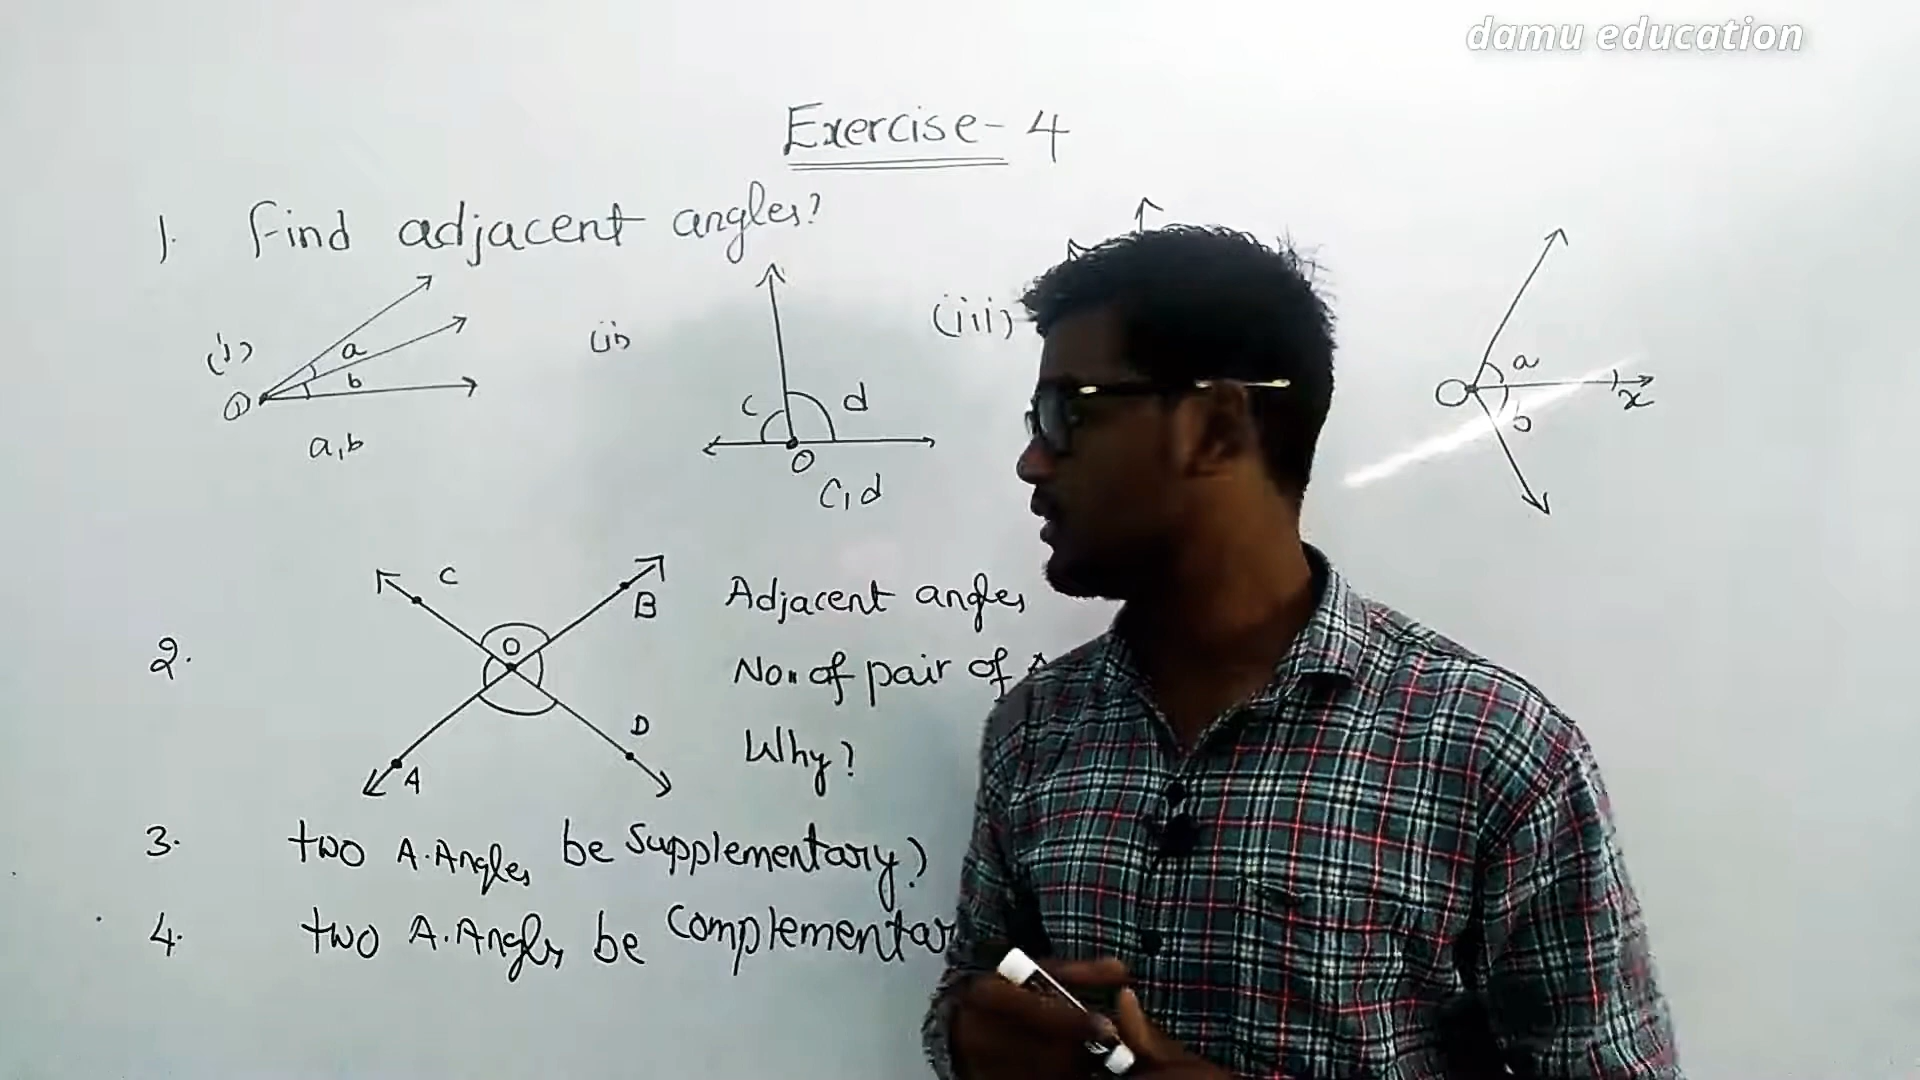 damu education
Exercise-4
1. Find adjacent angles?
(i)
a
b
O
a,b
(ii)
c
d
O
C,d
(iii)
O
a
b
x
2.
C
B
O
A
D
Adjacent angles
No. of pair of
Why?
3. two A.Angles be supplementary?
4. two A.Angles be